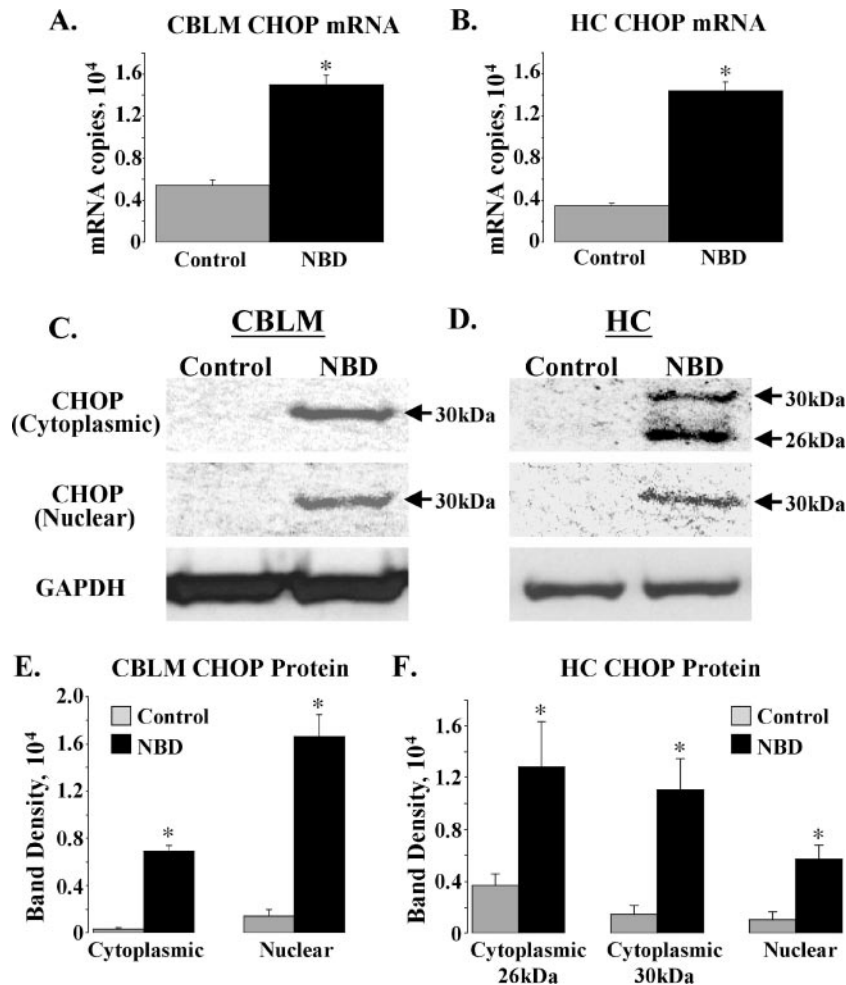 A. CBLM CHOP mRNA
mRNA copies, 10⁴
1.6
1.2
0.8
0.4
0
*
Control NBD
B. HC CHOP mRNA
mRNA copies, 10⁴
1.6
1.2
0.8
0.4
0
*
Control NBD
C. CBLM
Control NBD
CHOP
(Cytoplasmic)
30kDa
CHOP
(Nuclear)
30kDa
GAPDH
D. HC
Control NBD
30kDa
26kDa
30kDa
E. CBLM CHOP Protein
Band Density, 10⁴
2.0
1.6
1.2
0.8
0.4
0
Control
NBD
*
*
Cytoplasmic Nuclear
F. HC CHOP Protein
Band Density, 10⁴
1.6
1.2
0.8
0.4
0
Control
NBD
*
*
*
Cytoplasmic Cytoplasmic Nuclear
26kDa 30kDa